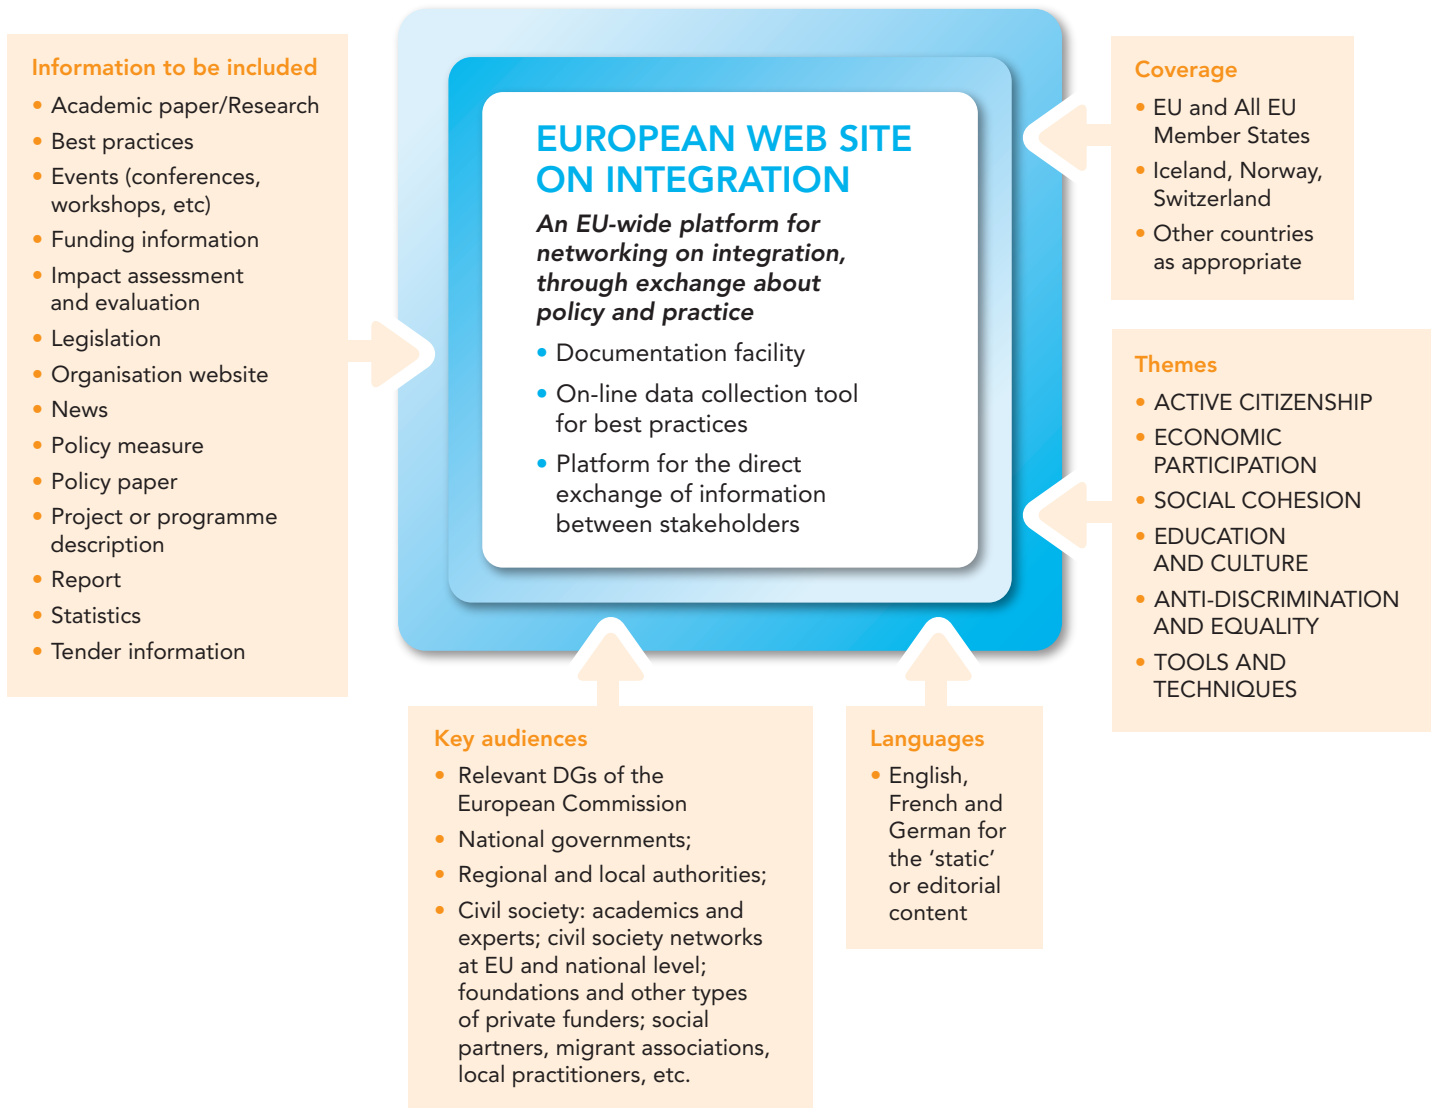 Information to be included
• Academic paper/Research
• Best practices
• Events (conferences,
workshops, etc)
• Funding information
• Impact assessment
and evaluation
• Legislation
• Organisation website
• News
• Policy measure
• Policy paper
• Project or programme
description
• Report
• Statistics
• Tender information
EUROPEAN WEB SITE
ON INTEGRATION
An EU-wide platform for
networking on integration,
through exchange about
policy and practice
• Documentation facility
• On-line data collection tool
for best practices
• Platform for the direct
exchange of information
between stakeholders
Coverage
• EU and All EU
Member States
• Iceland, Norway,
Switzerland
• Other countries
as appropriate
Themes
• ACTIVE CITIZENSHIP
• ECONOMIC
PARTICIPATION
• SOCIAL COHESION
• EDUCATION
AND CULTURE
• ANTI-DISCRIMINATION
AND EQUALITY
• TOOLS AND
TECHNIQUES
Key audiences
• Relevant DGs of the
European Commission
• National governments;
• Regional and local authorities;
• Civil society: academics and
experts; civil society networks
at EU and national level;
foundations and other types
of private funders; social
partners, migrant associations,
local practitioners, etc.
Languages
• English,
French and
German for
the ‘static’
or editorial
content